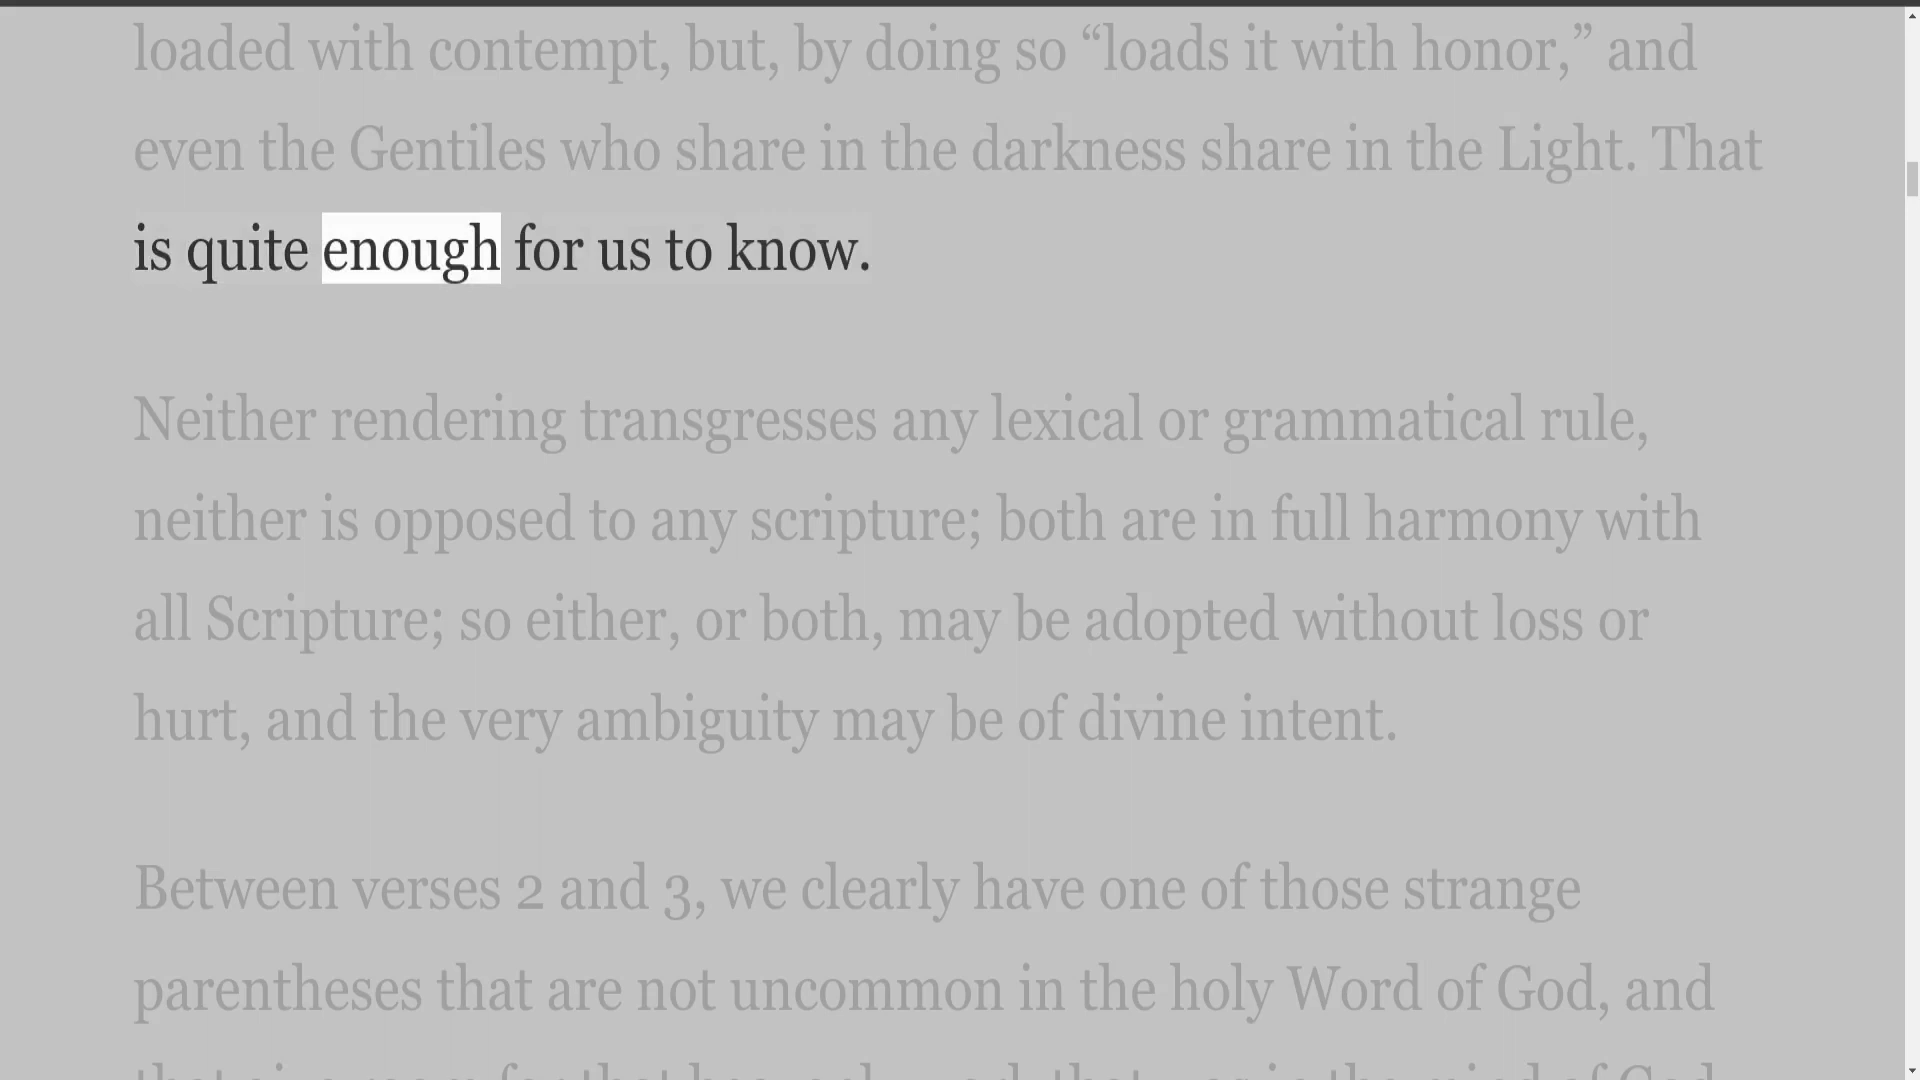 loaded with contempt, but, by doing so “loads it with honor,” and
even the Gentiles who share in the darkness share in the Light. That
is quite enough for us to know.
Neither rendering transgresses any lexical or grammatical rule,
neither is opposed to any scripture; both are in full harmony with
all Scripture; so either, or both, may be adopted without loss or
hurt, and the very ambiguity may be of divine intent.
Between verses 2 and 3, we clearly have one of those strange
parentheses that are not uncommon in the holy Word of God, and